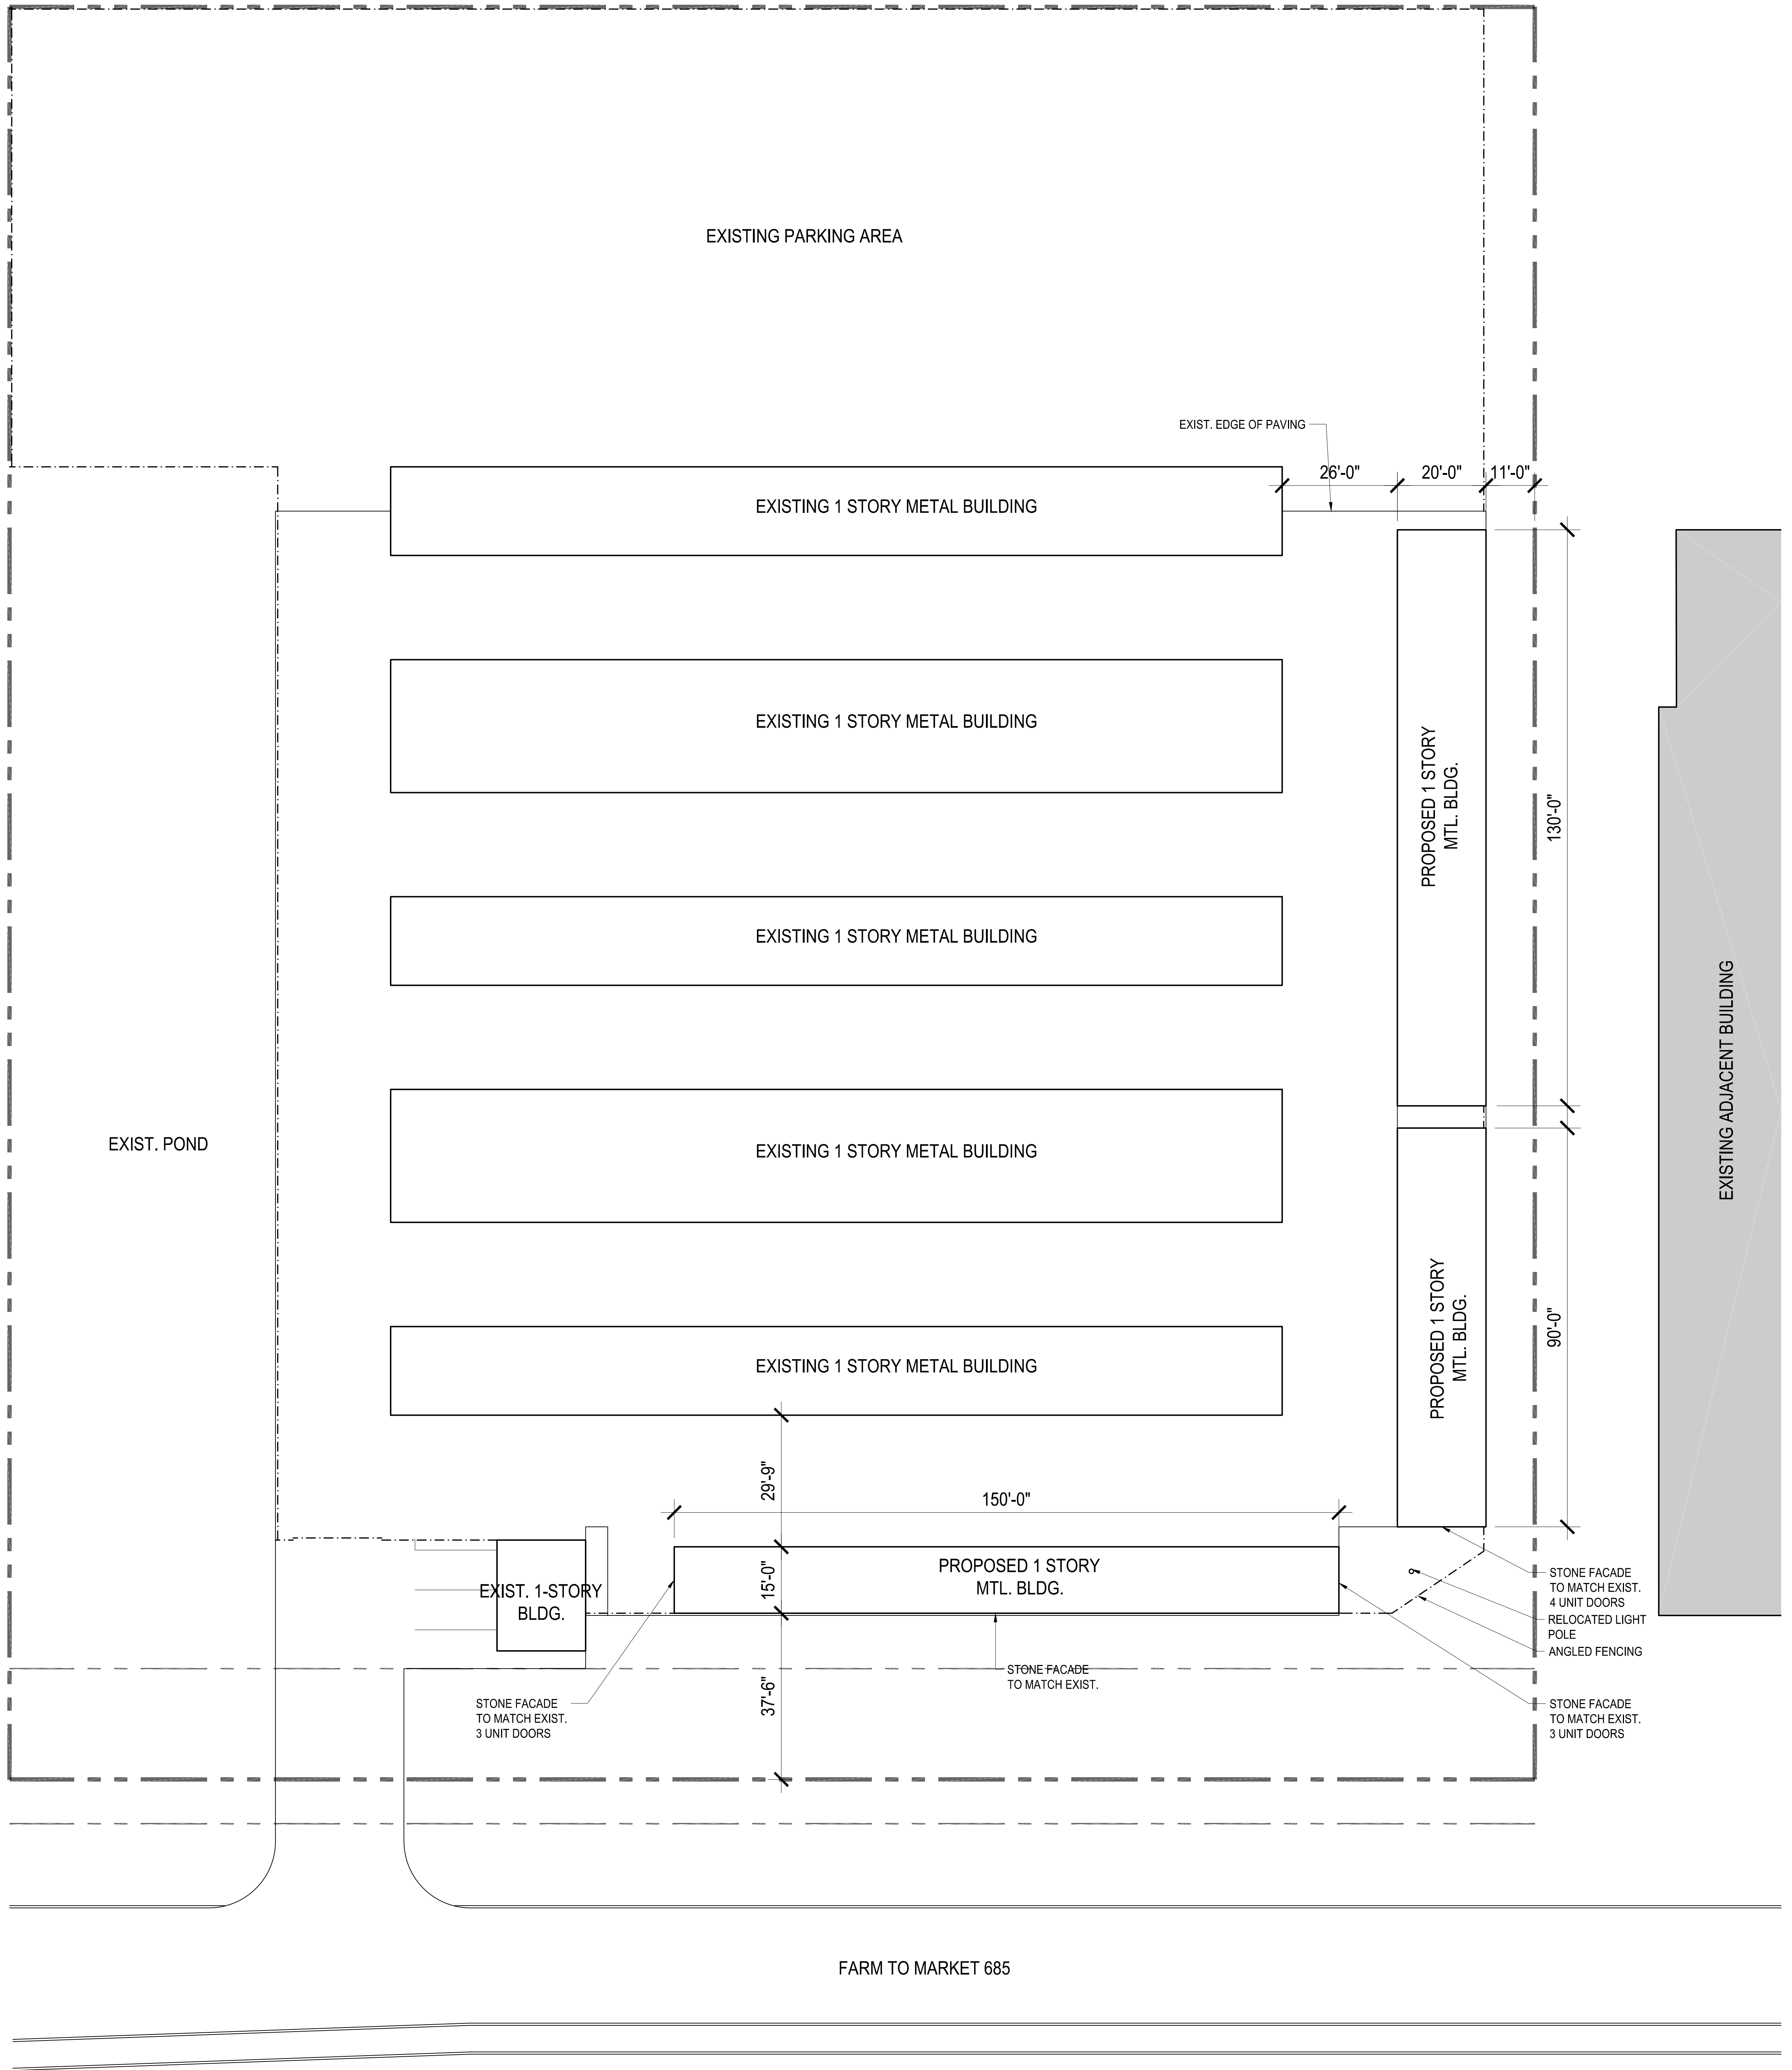 EXISTING PARKING AREA
EXIST. EDGE OF PAVING
26'-0"
20'-0"
11'-0"
EXISTING 1 STORY METAL BUILDING
EXISTING 1 STORY METAL BUILDING
PROPOSED 1 STORY
MTL. BLDG.
130'-0"
EXISTING 1 STORY METAL BUILDING
EXISTING ADJACENT BUILDING
EXIST. POND
EXISTING 1 STORY METAL BUILDING
PROPOSED 1 STORY
MTL. BLDG.
90'-0"
EXISTING 1 STORY METAL BUILDING
29'-9"
150'-0"
PROPOSED 1 STORY
MTL. BLDG.
15'-0"
EXIST. 1-STORY
BLDG.
STONE FACADE
TO MATCH EXIST.
4 UNIT DOORS
RELOCATED LIGHT
POLE
ANGLED FENCING
STONE FACADE
TO MATCH EXIST.
37'-6"
STONE FACADE
TO MATCH EXIST.
3 UNIT DOORS
STONE FACADE
TO MATCH EXIST.
3 UNIT DOORS
FARM TO MARKET 685